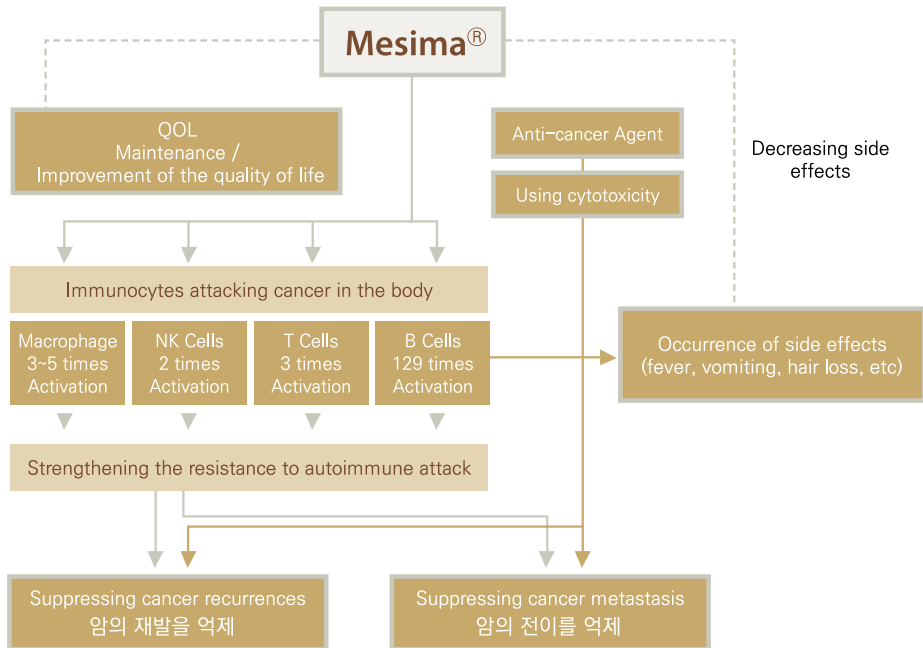 Mesima®
QOL
Maintenance /
Improvement of the quality of life
Anti-cancer Agent
Using cytotoxicity
Decreasing side
effects
Immunocytes attacking cancer in the body
Macrophage
3~5 times
Activation
NK Cells
2 times
Activation
T Cells
3 times
Activation
B Cells
129 times
Activation
Occurrence of side effects
(fever, vomiting, hair loss, etc)
Strengthening the resistance to autoimmune attack
Suppressing cancer recurrences
암의 재발을 억제
Suppressing cancer metastasis
암의 전이를 억제